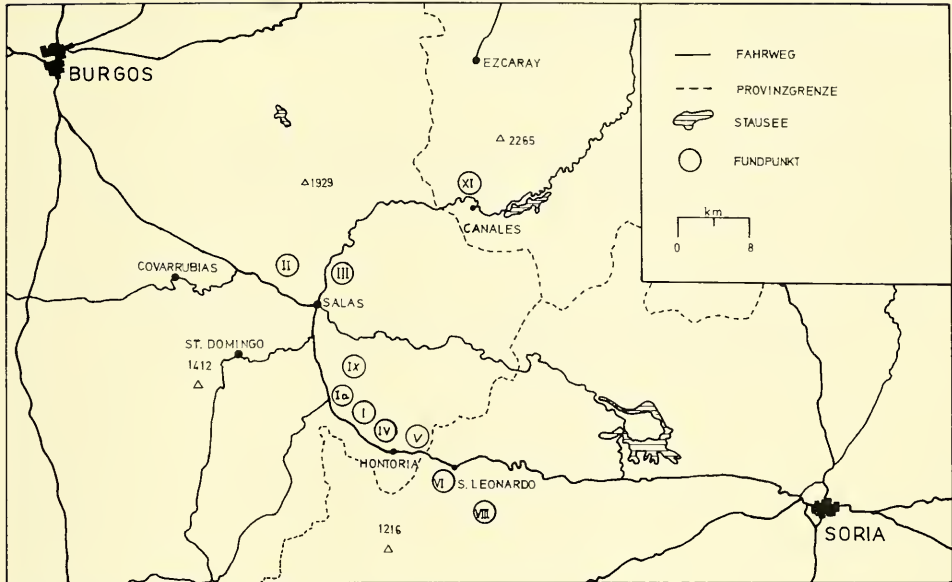 BURGOS
EZCARAY
△ 2265
△ 1929
XI
CANALES
II
III
COVARRUBIAS
SALAS
ST. DOMINGO
1412
△
IX
Ia
I
IV
V
HONTORIA
VI
S. LEONARDO
VIII
1216
△
SORIA
FAHRWEG
PROVINZGRENZE
STAUSEE
FUNDPUNKT
km
0 8